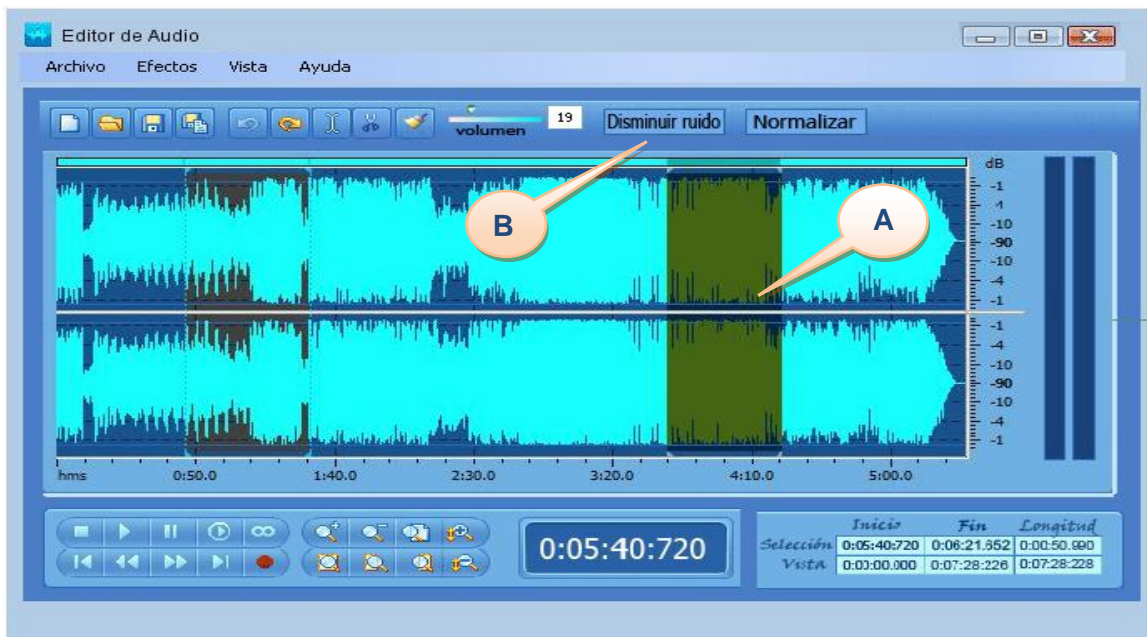 Editor de Audio
Archivo Efectos Vista Ayuda
volumen 19 Disminuir ruido Normalizar
dB
-1
-4
-10
-90
-10
-4
-1
-1
-4
-10
-90
-10
-4
-1
B
A
hms 0:50.0 1:40.0 2:30.0 3:20.0 4:10.0 5:00.0
0:05:40:720
Inicio Fin Longitud
Selección 0:05:40:720 0:06:21.652 0:00:50.990
Vista 0:00:00.000 0:07:28:226 0:07:28:228